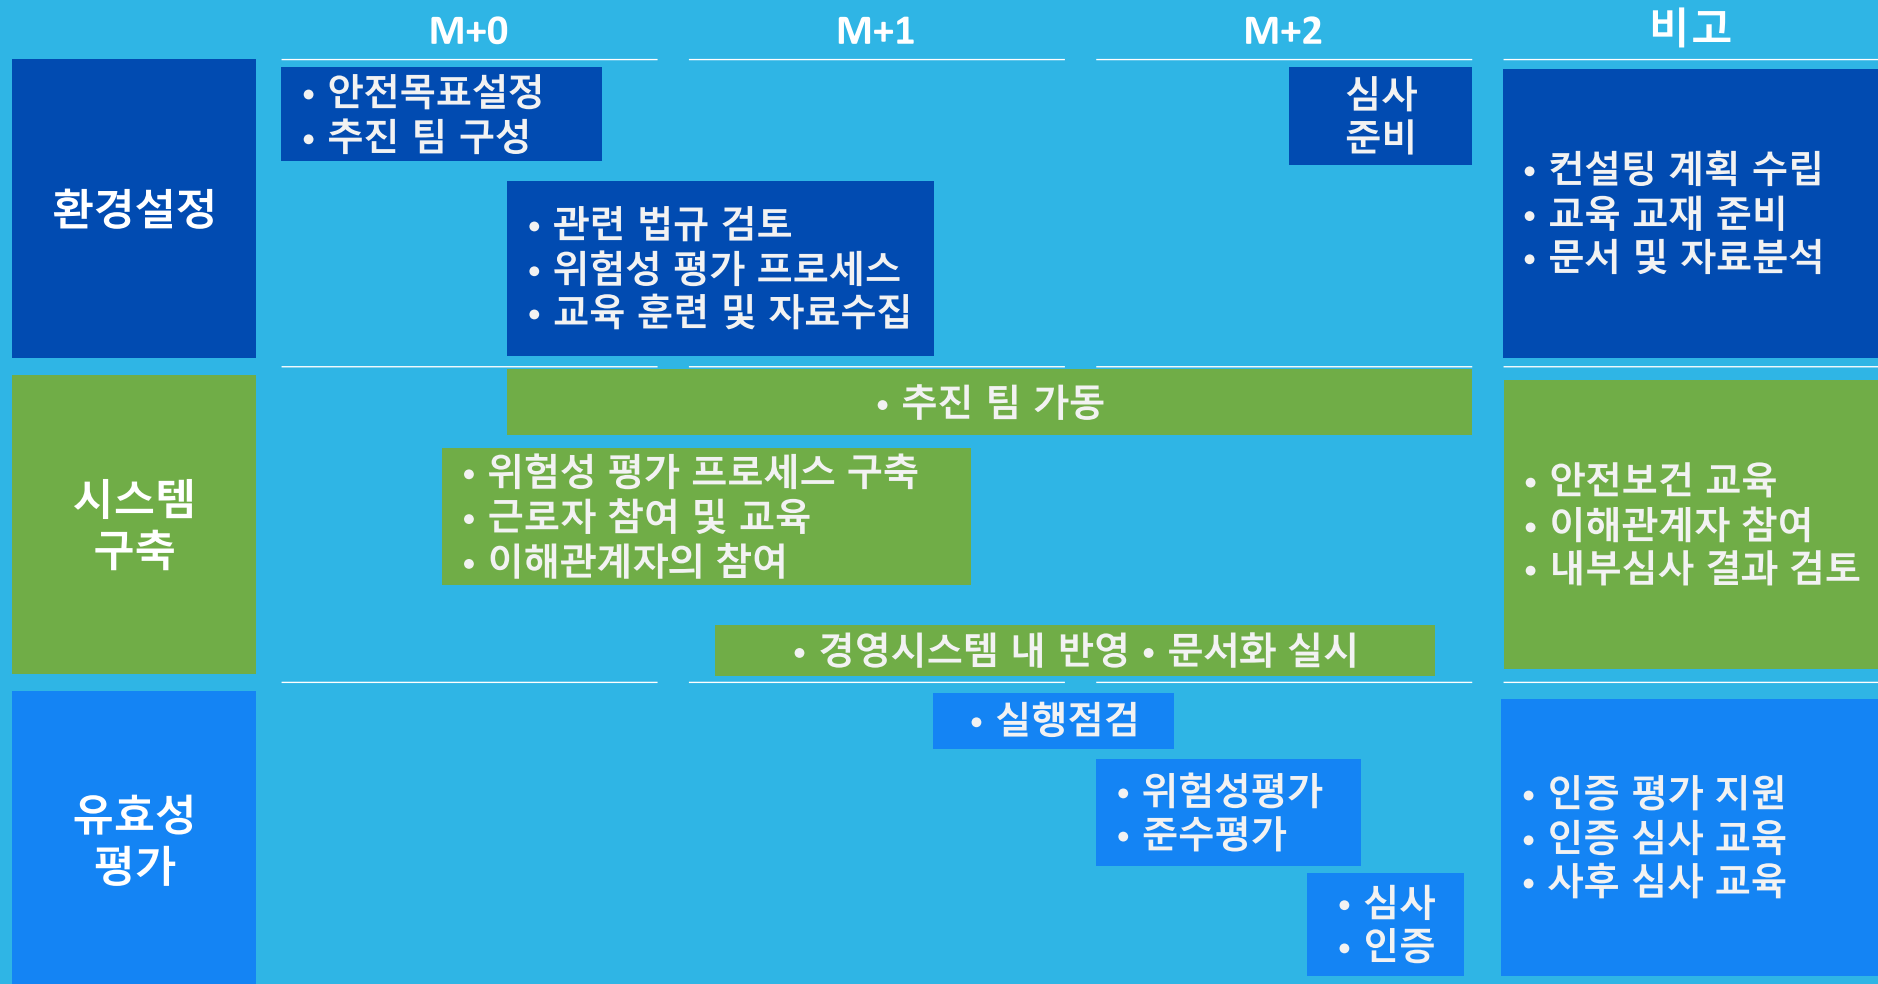 M+0 M+1 M+2 비고
환경설정
• 안전목표설정
• 추진 팀 구성
심사
준비
• 관련 법규 검토
• 위험성 평가 프로세스
• 교육 훈련 및 자료수집
• 컨설팅 계획 수립
• 교육 교재 준비
• 문서 및 자료분석
시스템
구축
• 추진 팀 가동
• 위험성 평가 프로세스 구축
• 근로자 참여 및 교육
• 이해관계자의 참여
• 경영시스템 내 반영 • 문서화 실시
• 안전보건 교육
• 이해관계자 참여
• 내부심사 결과 검토
유효성
평가
• 실행점검
• 위험성평가
• 준수평가
• 심사
• 인증
• 인증 평가 지원
• 인증 심사 교육
• 사후 심사 교육